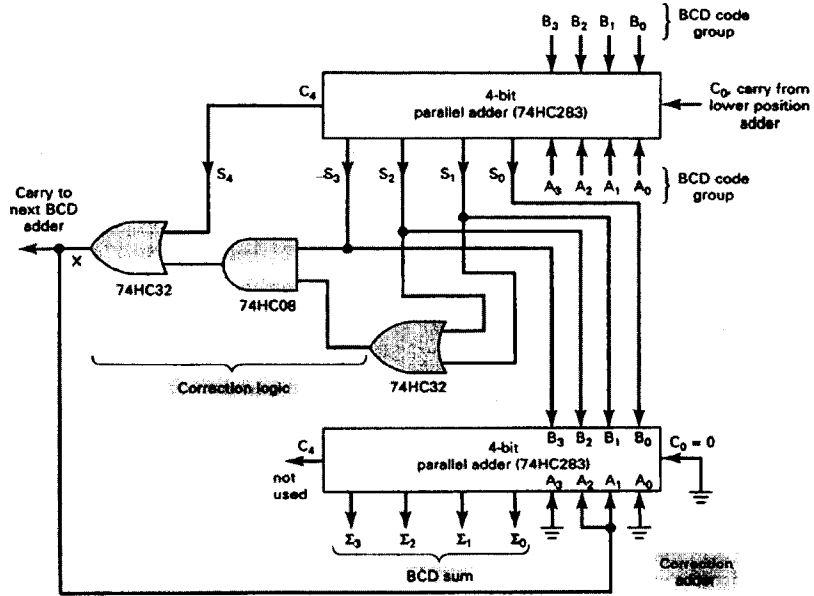 B3 B2 B1 B0
BCD code
group
C4
4-bit
parallel adder (74HC283)
C0, carry from
lower position
adder
S4
S3
S2
S1
S0
A3 A2 A1 A0
BCD code
group
Carry to
next BCD
adder
X
74HC32
74HC08
74HC32
Correction logic
C4
not
used
4-bit
parallel adder (74HC283)
B3 B2 B1 B0
A3 A2 A1 A0
C0 = 0
Σ3 Σ2 Σ1 Σ0
BCD sum
Correction
adder